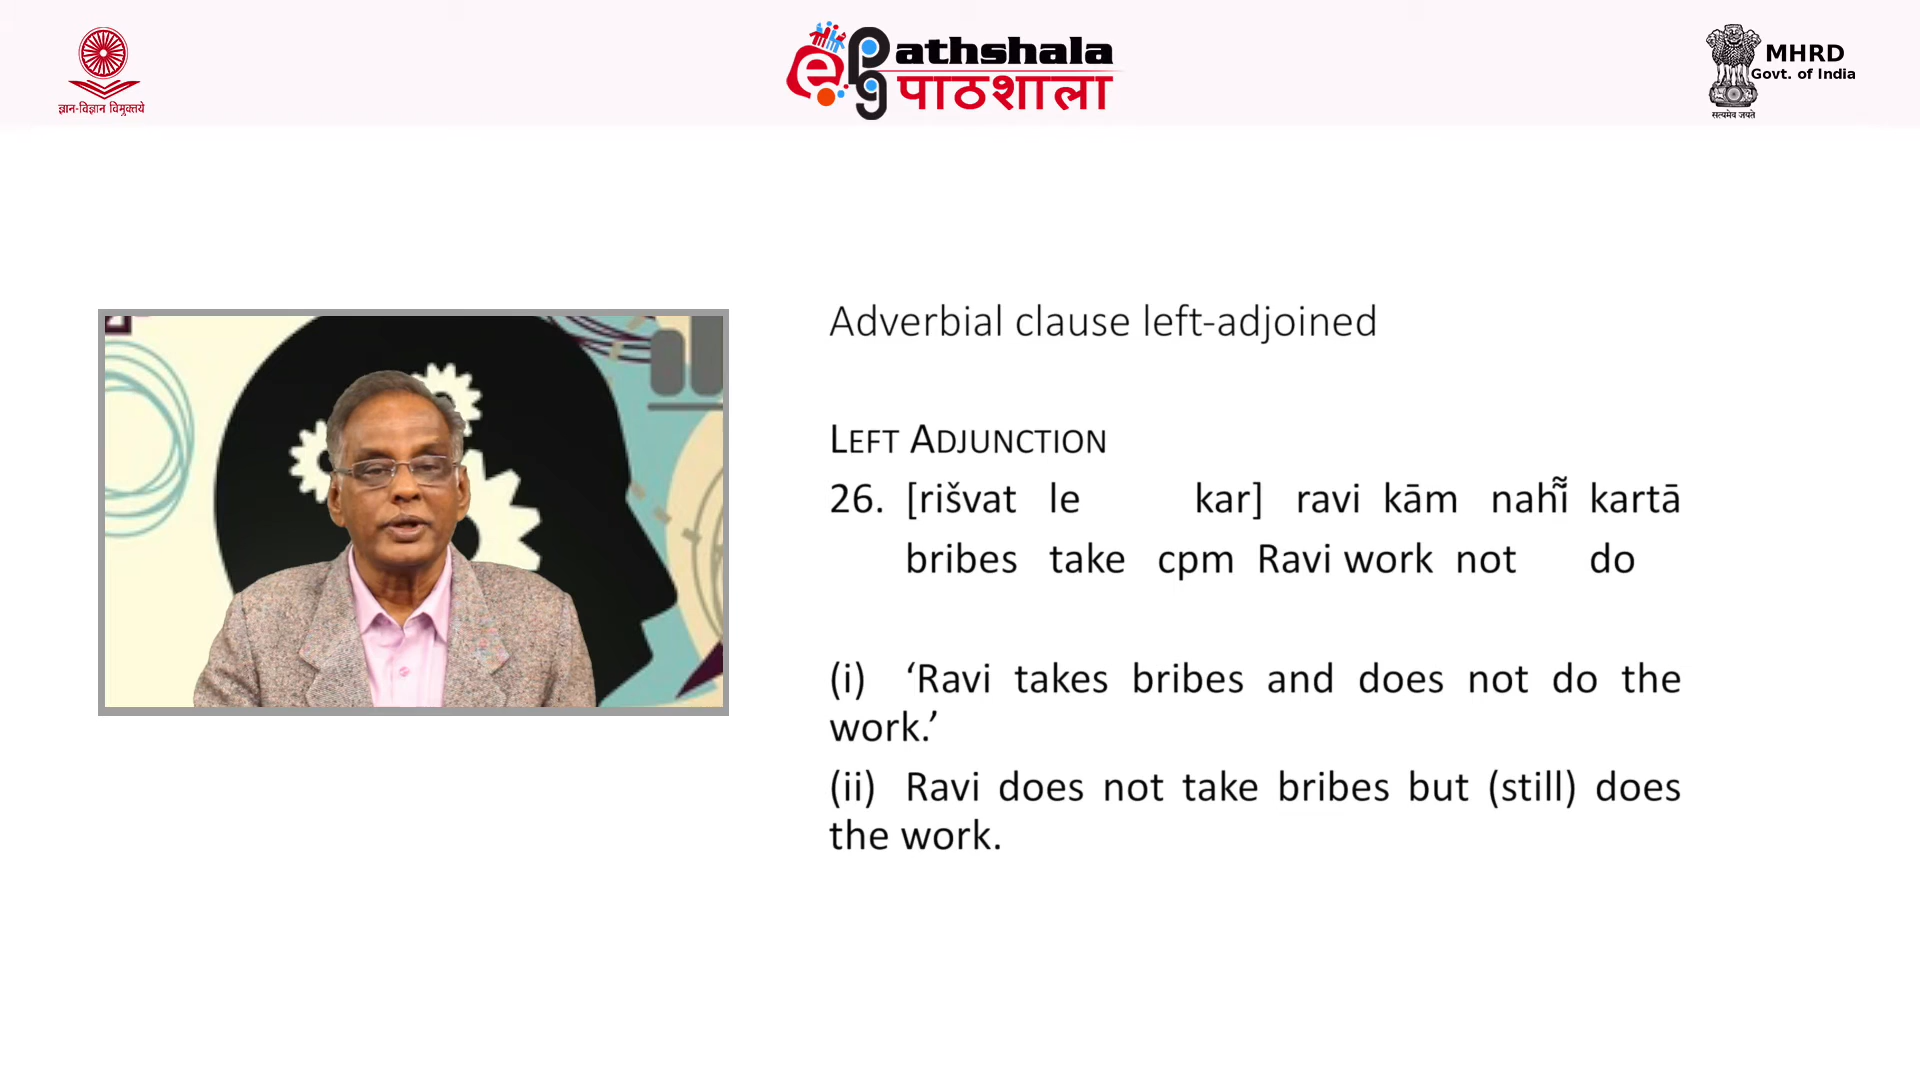 ज्ञान-विज्ञान विमुक्तये
e pg athshala
पाठशाला
MHRD
Govt. of India
सत्यमेव जयते
Adverbial clause left-adjoined
LEFT ADJUNCTION
26. [rišvat le kar] ravi kām nahī̃ kartā
bribes take cpm Ravi work not do
(i) ‘Ravi takes bribes and does not do the
work.’
(ii) Ravi does not take bribes but (still) does
the work.